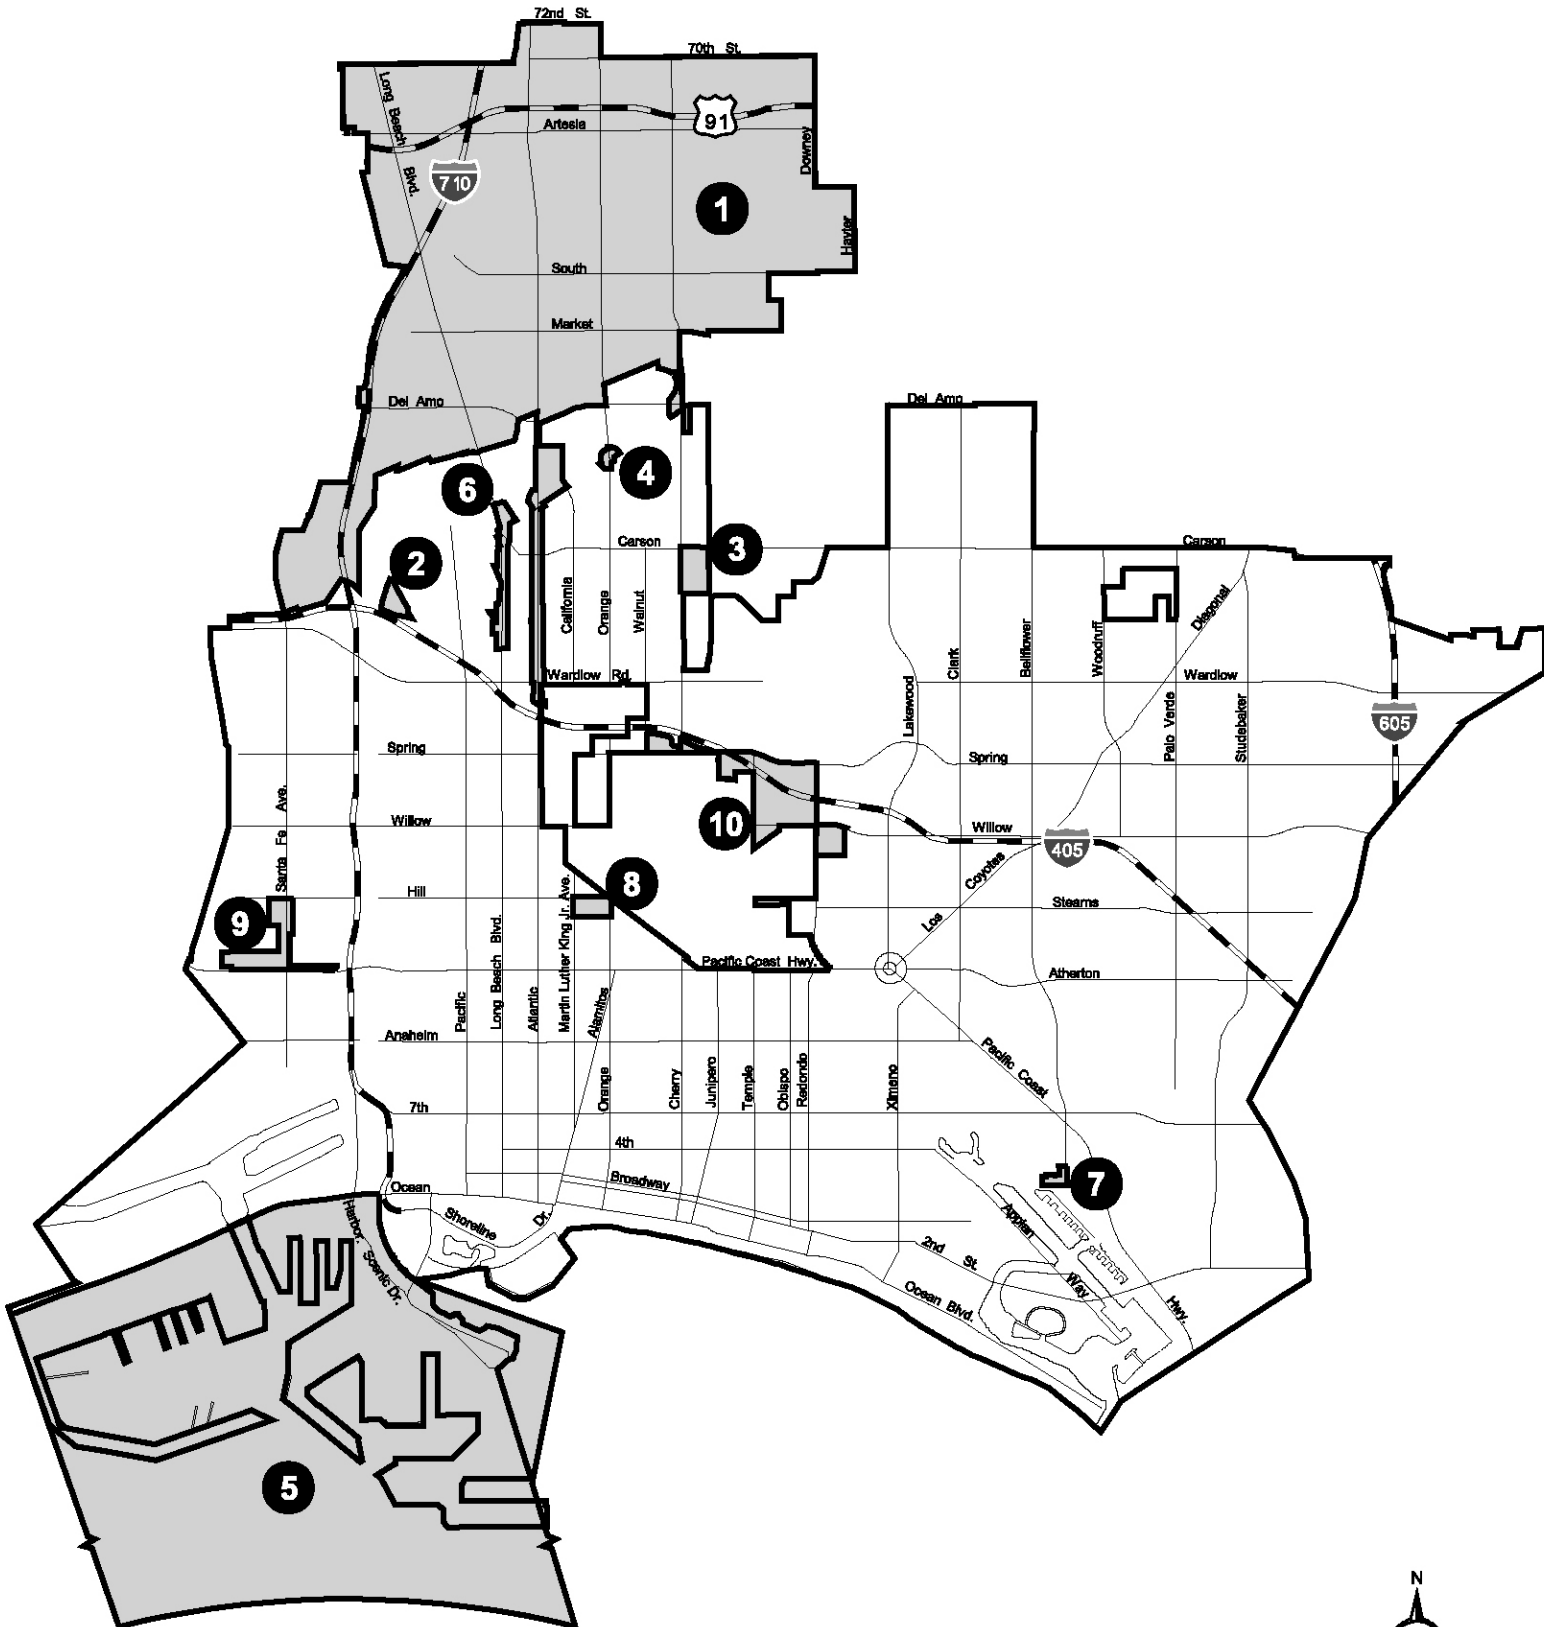 72nd St.
70th St.
Long Beach Blvd.
91
Artesia
Downey
710
1
Hayter
South
Market
Del Amo
Del Amo
4
6
Carson
3
Carson
2
California
Orange
Walnut
Diagonal
Bellflower
Woodruff
Clark
Wardlow Rd.
Wardlow
Lakewood
Palo Verde
Studebaker
605
Spring
Spring
Santa Fe Ave.
Willow
10
Willow
405
Coyotes
Los
8
Hill
Stearns
9
Martin Luther King Jr. Ave.
Long Beach Blvd.
Pacific Coast Hwy.
Atherton
Pacific
Atlantic
Alamitos
Anaheim
Pacific Coast
Orange
Cherry
Junipero
Temple
Obispo
Redondo
Ximeno
7th
4th
7
Broadway
Ocean
Shoreline
Dr.
Appian
Way
Harbor Scenic Dr.
2nd St.
Ocean Blvd.
Hwy.
5
N